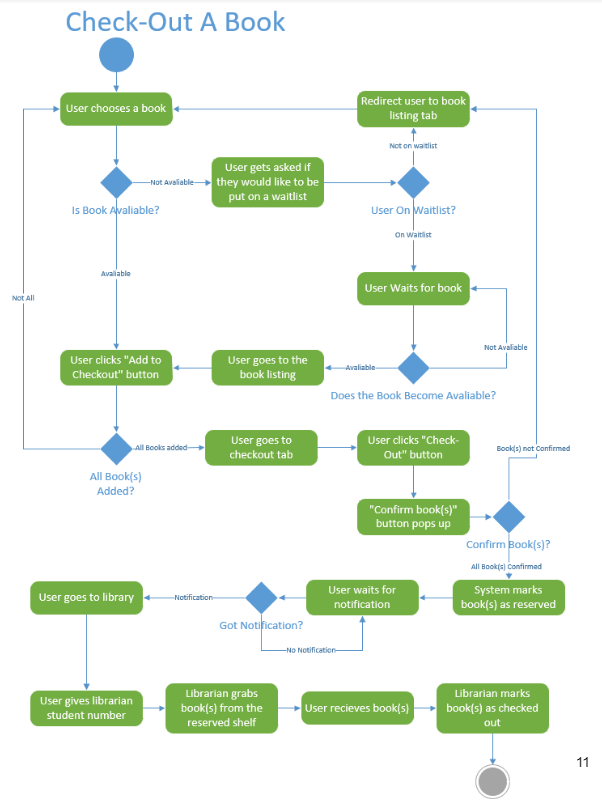 Check-Out A Book
User chooses a book
Redirect user to book
listing tab
Not on waitlist
User gets asked if
they would like to be
put on a waitlist
Not Avaliable
Is Book Avaliable?
User On Waitlist?
On Waitlist
Avaliable
User Waits for book
Not All
Not Avaliable
User clicks "Add to
Checkout" button
User goes to the
book listing
Avaliable
Does the Book Become Avaliable?
All Books added
User goes to
checkout tab
User clicks "Check-
Out" button
Book(s) not Confirmed
All Book(s)
Added?
"Confirm book(s)"
button pops up
Confirm Book(s)?
All Book(s) Confirmed
User goes to library
Notification
User waits for
notification
System marks
book(s) as reserved
Got Notification?
No Notification
User gives librarian
student number
Librarian grabs
book(s) from the
reserved shelf
User recieves book(s)
Librarian marks
book(s) as checked
out
11